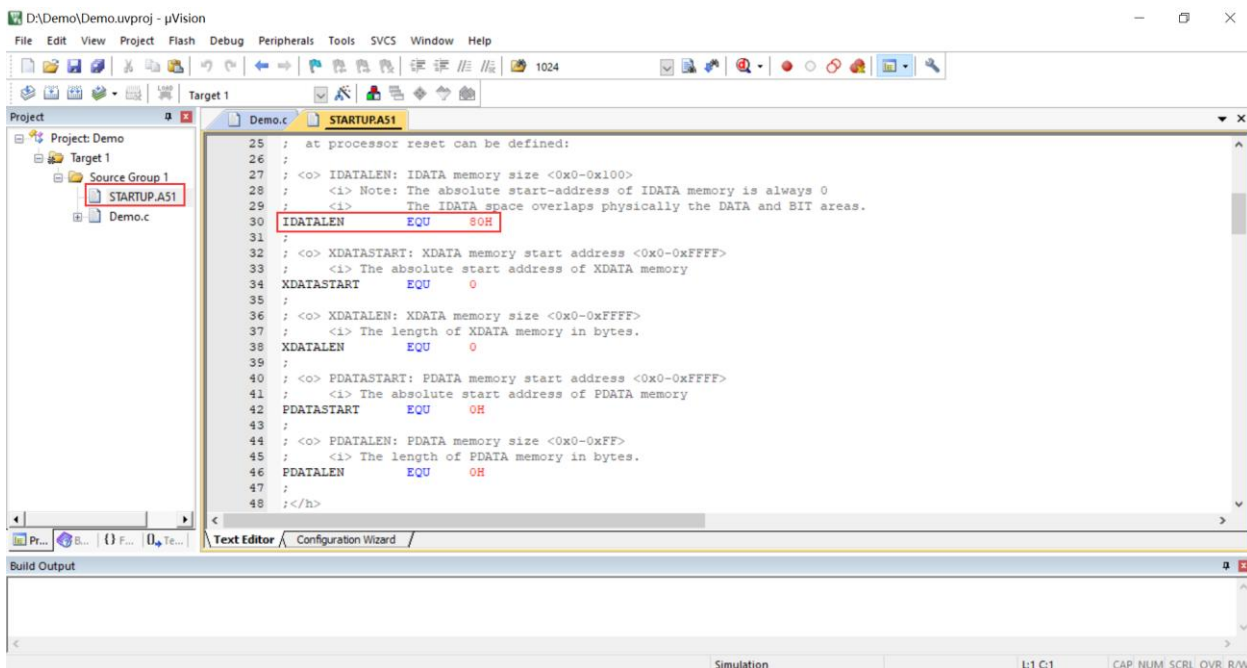 D:\Demo\Demo.uvproj - µVision
File Edit View Project Flash Debug Peripherals Tools SVCS Window Help
1024
LOAD
Target 1
Project
Project: Demo
Target 1
Source Group 1
STARTUP.A51
Demo.c
Demo.c STARTUP.A51
25 ; at processor reset can be defined:
26 ;
27 ; <o> IDATALEN: IDATA memory size <0x0-0x100>
28 ; <i> Note: The absolute start-address of IDATA memory is always 0
29 ; <i> The IDATA space overlaps physically the DATA and BIT areas.
30 IDATALEN EQU 80H
31 ;
32 ; <o> XDATASTART: XDATA memory start address <0x0-0xFFFF>
33 ; <i> The absolute start address of XDATA memory
34 XDATASTART EQU 0
35 ;
36 ; <o> XDATALEN: XDATA memory size <0x0-0xFFFF>
37 ; <i> The length of XDATA memory in bytes.
38 XDATALEN EQU 0
39 ;
40 ; <o> PDATASTART: PDATA memory start address <0x0-0xFFFF>
41 ; <i> The absolute start address of PDATA memory
42 PDATASTART EQU 0H
43 ;
44 ; <o> PDATALEN: PDATA memory size <0x0-0xFF>
45 ; <i> The length of PDATA memory in bytes.
46 PDATALEN EQU 0H
47 ;
48 ;</h>
Pr... B... {} F... 0 Te...
Text Editor Configuration Wizard
Build Output
Simulation L:1 C:1 CAP NUM SCRL OVR R/W